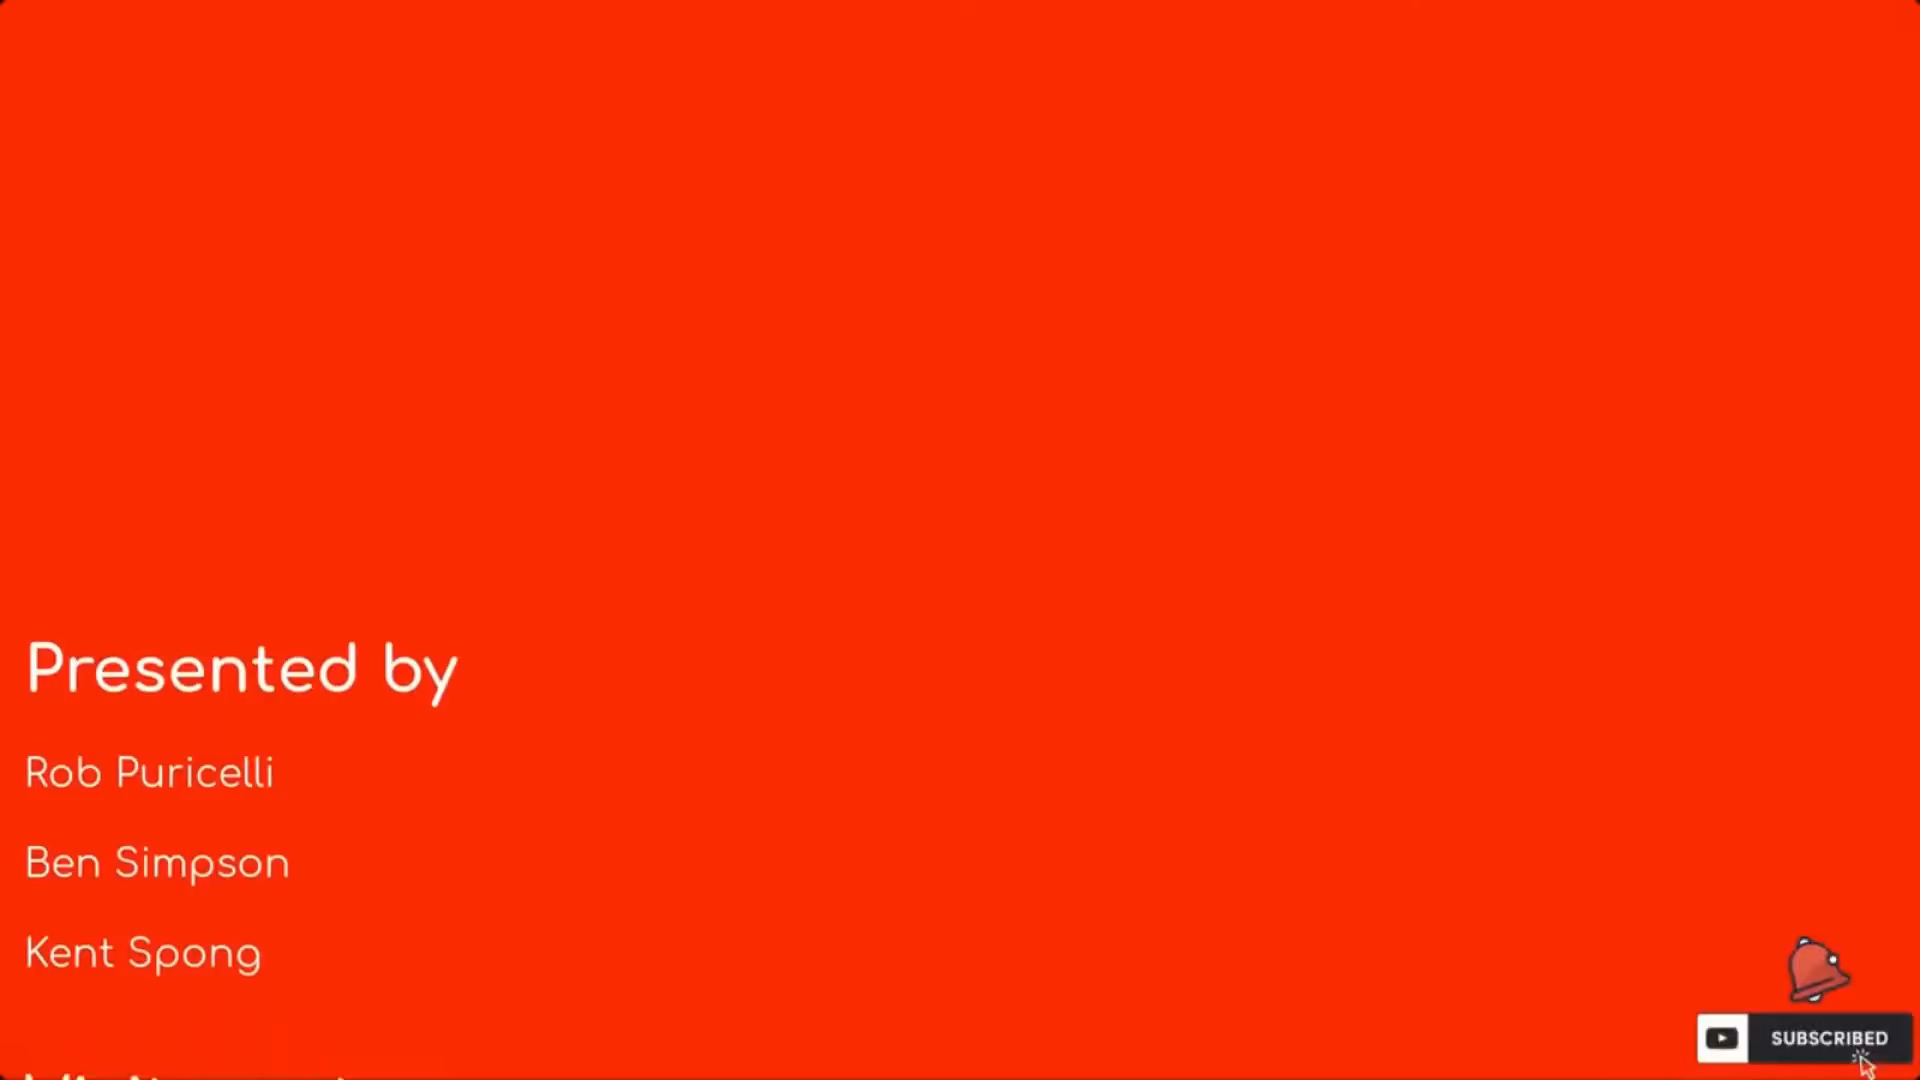 Presented by
Rob Puricelli
Ben Simpson
Kent Spong
SUBSCRIBED